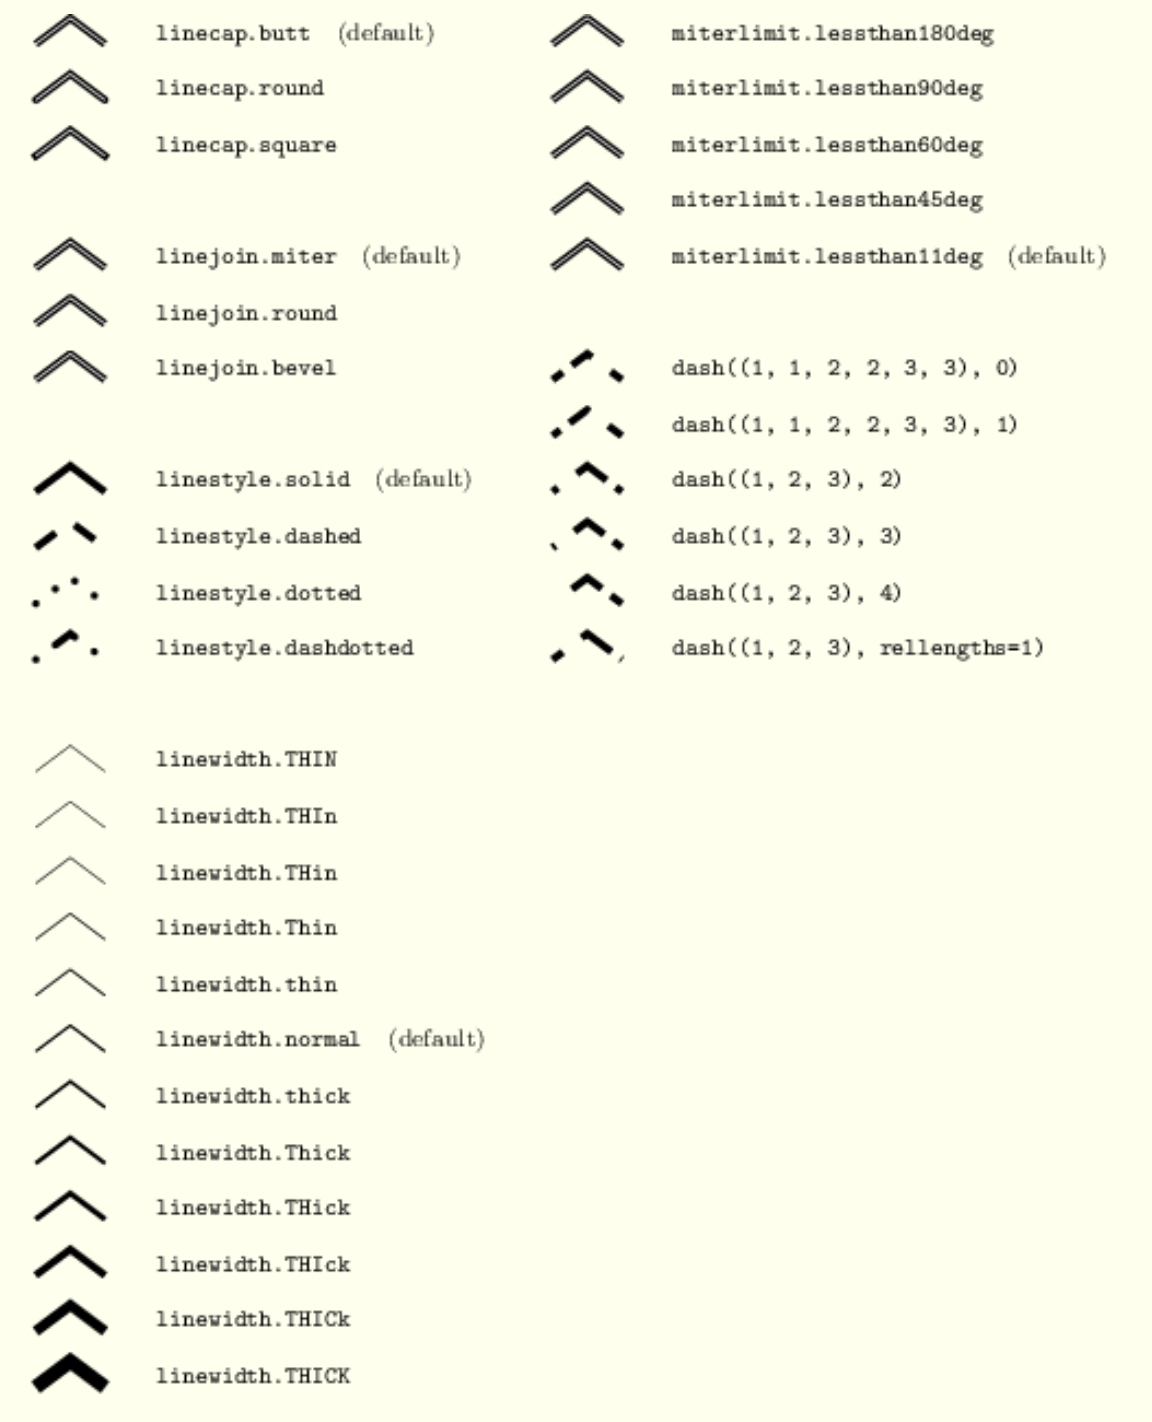 linecap.butt (default)
linecap.round
linecap.square
linejoin.miter (default)
linejoin.round
linejoin.bevel
linestyle.solid (default)
linestyle.dashed
linestyle.dotted
linestyle.dashdotted
linewidth.THIN
linewidth.THIn
linewidth.THin
linewidth.Thin
linewidth.thin
linewidth.normal (default)
linewidth.thick
linewidth.Thick
linewidth.THick
linewidth.THIck
linewidth.THICk
linewidth.THICK
miterlimit.lessthan180deg
miterlimit.lessthan90deg
miterlimit.lessthan60deg
miterlimit.lessthan45deg
miterlimit.lessthan11deg (default)
dash((1, 1, 2, 2, 3, 3), 0)
dash((1, 1, 2, 2, 3, 3), 1)
dash((1, 2, 3), 2)
dash((1, 2, 3), 3)
dash((1, 2, 3), 4)
dash((1, 2, 3), rellengths=1)